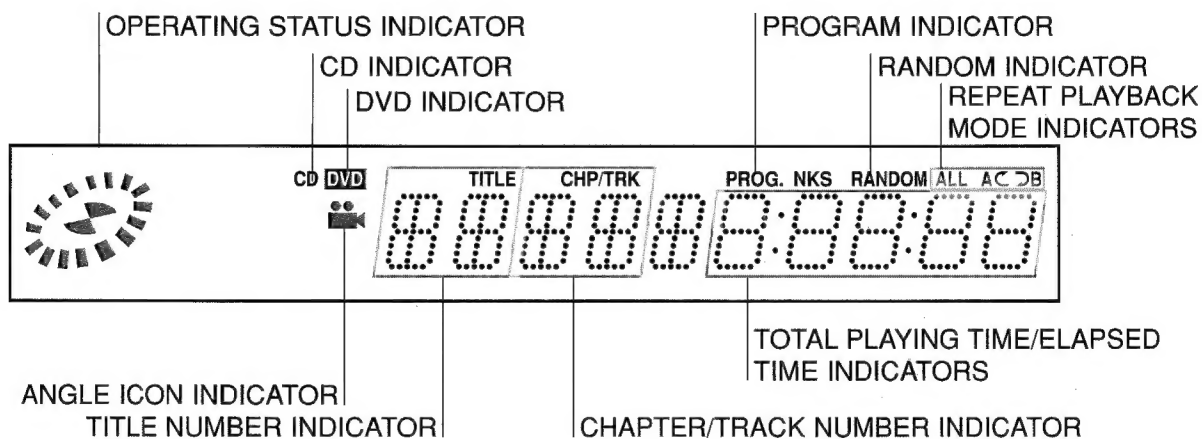 OPERATING STATUS INDICATOR
PROGRAM INDICATOR
CD INDICATOR
RANDOM INDICATOR
DVD INDICATOR
REPEAT PLAYBACK
MODE INDICATORS
CD DVD TITLE CHP/TRK PROG. NKS RANDOM ALL A⊂ ⊃B
TOTAL PLAYING TIME/ELAPSED
TIME INDICATORS
ANGLE ICON INDICATOR
TITLE NUMBER INDICATOR
CHAPTER/TRACK NUMBER INDICATOR